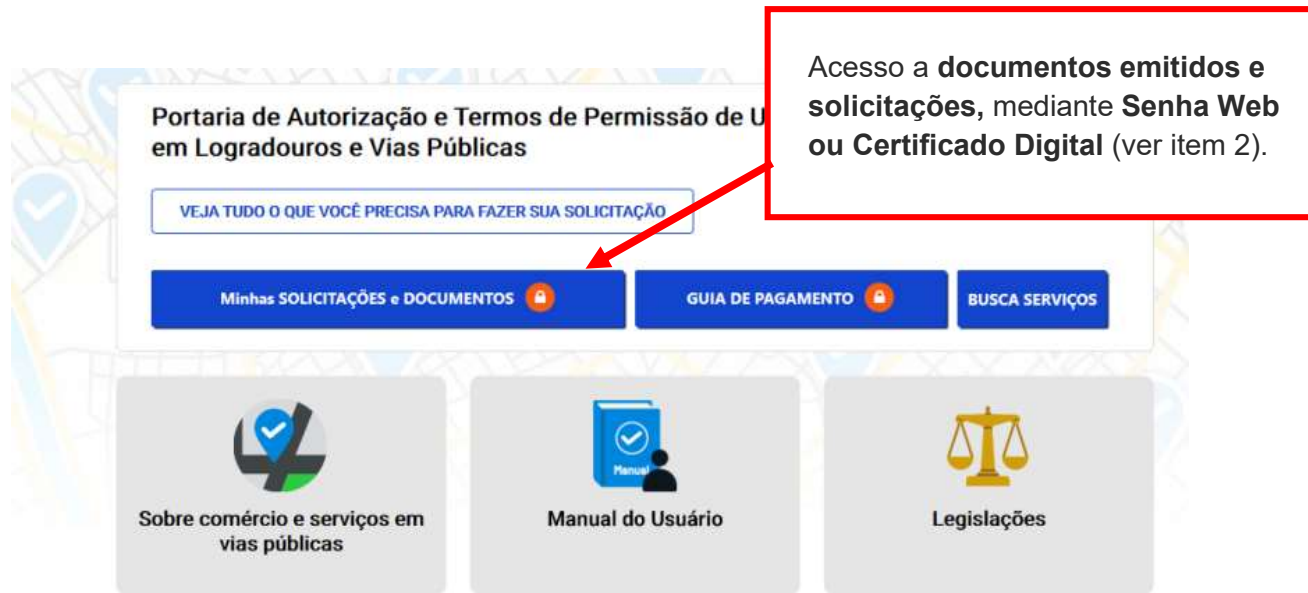 Acesso a documentos emitidos e
solicitações, mediante Senha Web
ou Certificado Digital (ver item 2).
Portaria de Autorização e Termos de Permissão de U
em Logradouros e Vias Públicas
VEJA TUDO O QUE VOCÊ PRECISA PARA FAZER SUA SOLICITAÇÃO
Minhas SOLICITAÇÕES e DOCUMENTOS
GUIA DE PAGAMENTO
BUSCA SERVIÇOS
Manual
Sobre comércio e serviços em
vias públicas
Manual do Usuário
Legislações